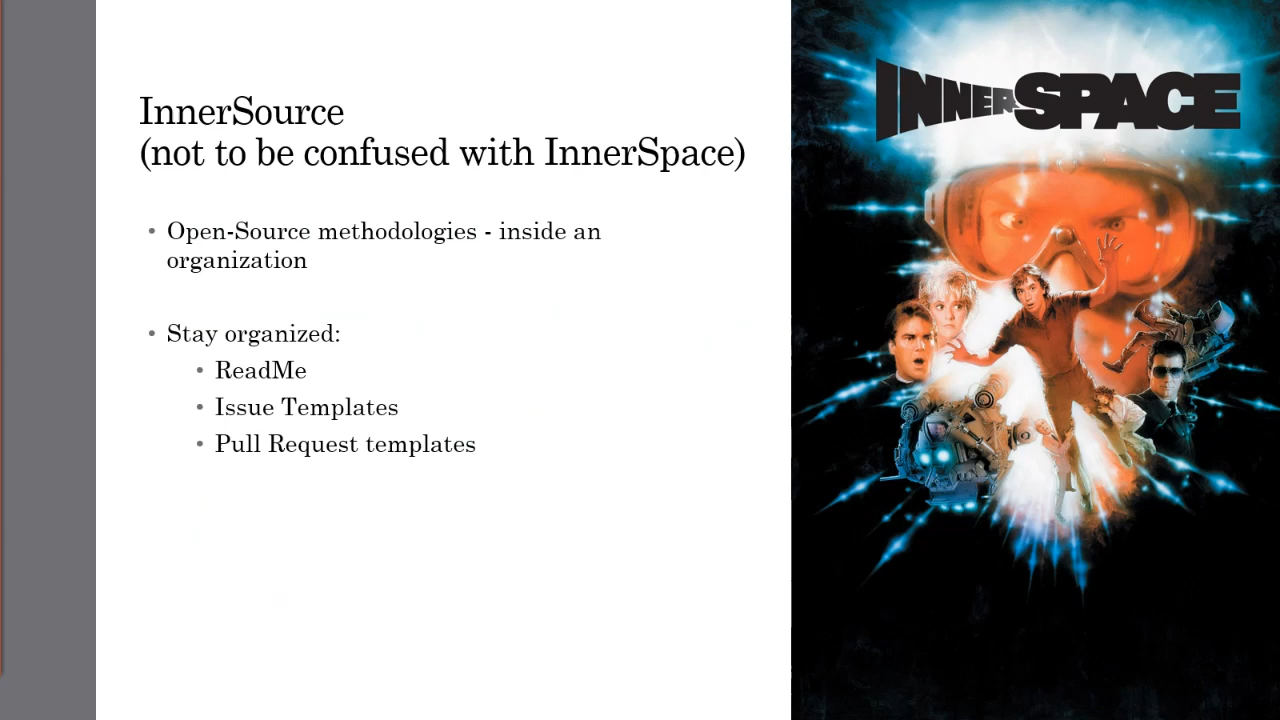 InnerSource
(not to be confused with InnerSpace)
• Open-Source methodologies - inside an
organization
• Stay organized:
• ReadMe
• Issue Templates
• Pull Request templates
INNERSPACE